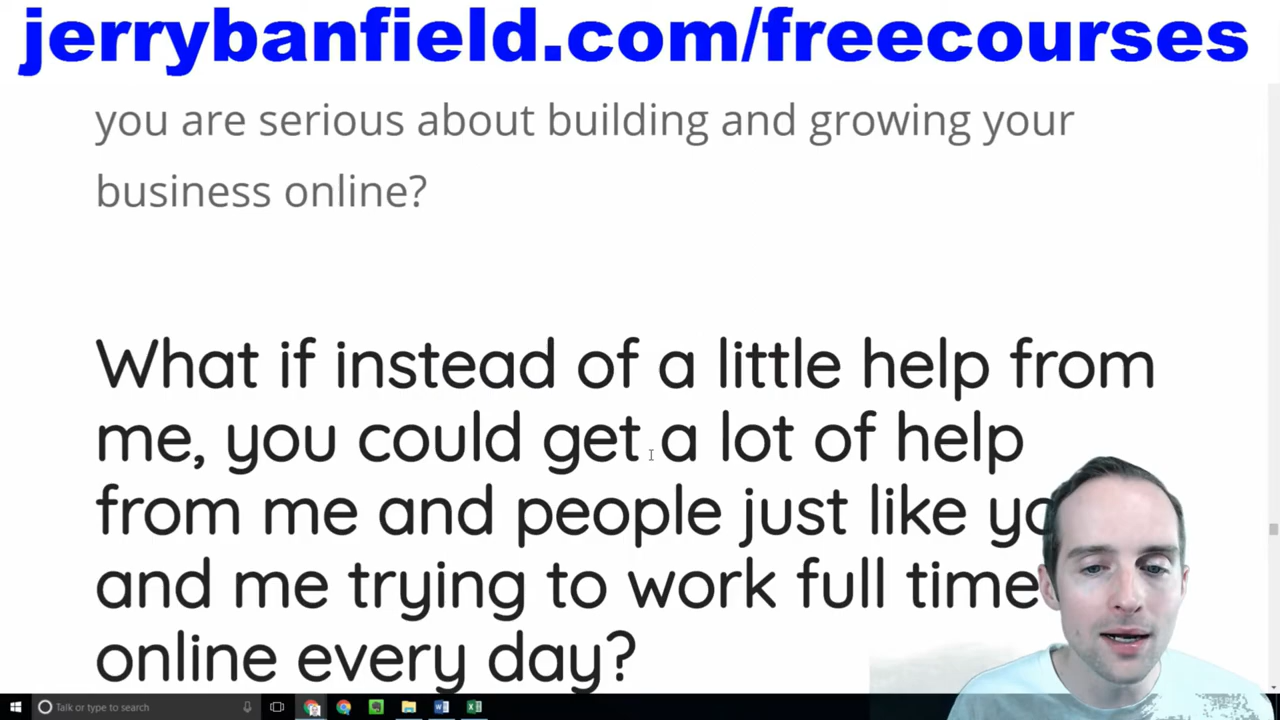 jerrybanfield.com/freecourses
you are serious about building and growing your
business online?
What if instead of a little help from
me, you could get a lot of help
from me and people just like
and me trying to work full time
online every day?
Talk or type to search